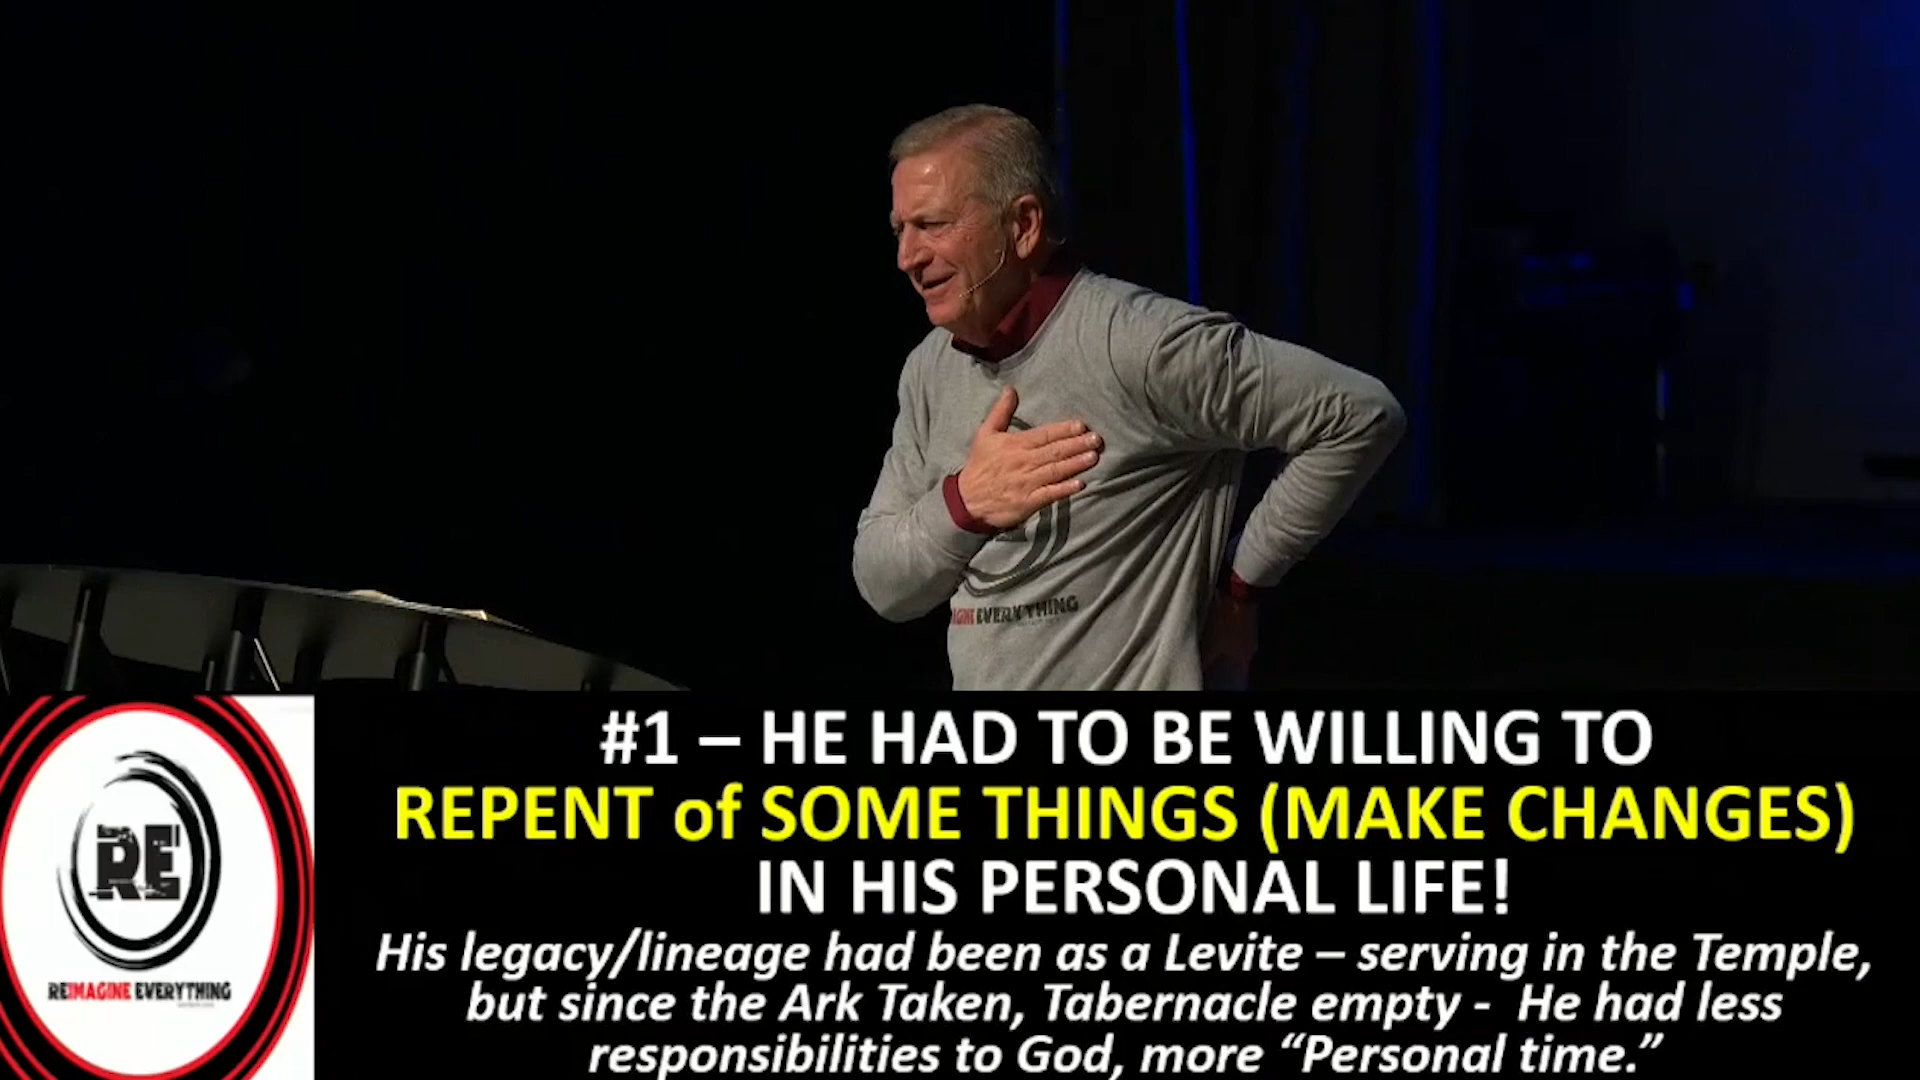 AGINE EVERYTHING
#1 – HE HAD TO BE WILLING TO
REPENT of SOME THINGS (MAKE CHANGES)
IN HIS PERSONAL LIFE!
His legacy/lineage had been as a Levite – serving in the Temple,
but since the Ark Taken, Tabernacle empty - He had less
responsibilities to God, more “Personal time.”
RE
REIMAGINE EVERYTHING